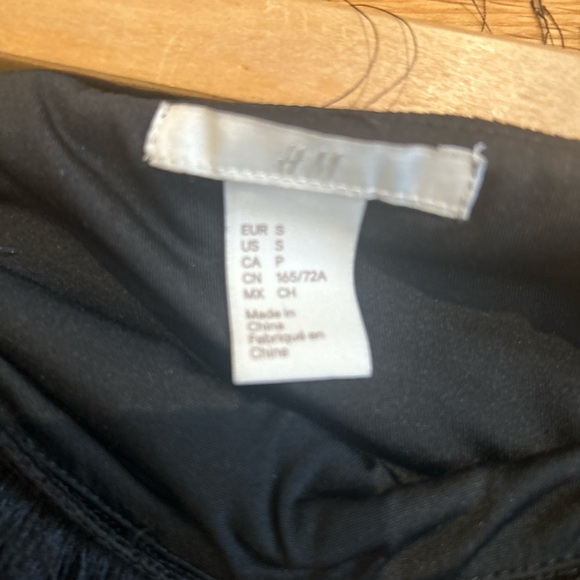 H&M
EUR S
US S
CA P
CN 165/72A
MX CH
Made in
China
Fabriqué en
Chine